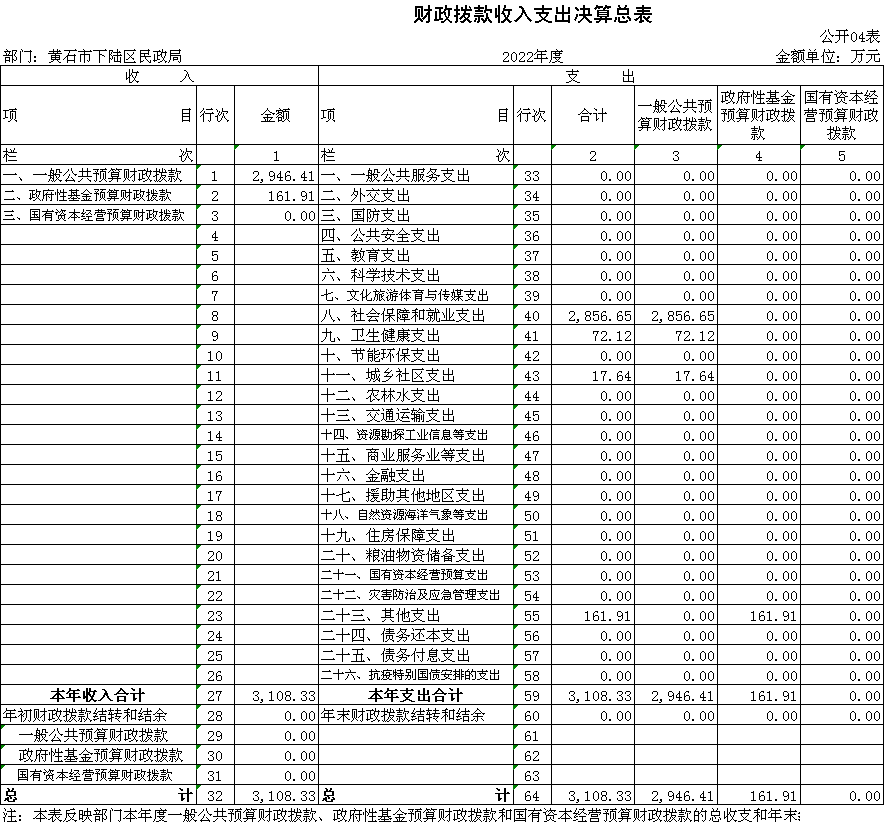 财政拨款收入支出决算总表
公开04表
部门: 黄石市下陆区民政局 2022年度 金额单位: 万元
收 入 支 出
项 目 行次 金额 项 目 行次 合计 一般公共预算财政拨款 政府性基金预算财政拨款 国有资本经营预算财政拨款
栏 次 1 栏 次 2 3 4 5
一、一般公共预算财政拨款 1 2,946.41 一、一般公共服务支出 33 0.00 0.00 0.00 0.00
二、政府性基金预算财政拨款 2 161.91 二、外交支出 34 0.00 0.00 0.00 0.00
三、国有资本经营预算财政拨款 3 0.00 三、国防支出 35 0.00 0.00 0.00 0.00
4 四、公共安全支出 36 0.00 0.00 0.00 0.00
5 五、教育支出 37 0.00 0.00 0.00 0.00
6 六、科学技术支出 38 0.00 0.00 0.00 0.00
7 七、文化旅游体育与传媒支出 39 0.00 0.00 0.00 0.00
8 八、社会保障和就业支出 40 2,856.65 2,856.65 0.00 0.00
9 九、卫生健康支出 41 72.12 72.12 0.00 0.00
10 十、节能环保支出 42 0.00 0.00 0.00 0.00
11 十一、城乡社区支出 43 17.64 17.64 0.00 0.00
12 十二、农林水支出 44 0.00 0.00 0.00 0.00
13 十三、交通运输支出 45 0.00 0.00 0.00 0.00
14 十四、资源勘探工业信息等支出 46 0.00 0.00 0.00 0.00
15 十五、商业服务业等支出 47 0.00 0.00 0.00 0.00
16 十六、金融支出 48 0.00 0.00 0.00 0.00
17 十七、援助其他地区支出 49 0.00 0.00 0.00 0.00
18 十八、自然资源海洋气象等支出 50 0.00 0.00 0.00 0.00
19 十九、住房保障支出 51 0.00 0.00 0.00 0.00
20 二十、粮油物资储备支出 52 0.00 0.00 0.00 0.00
21 二十一、国有资本经营预算支出 53 0.00 0.00 0.00 0.00
22 二十二、灾害防治及应急管理支出 54 0.00 0.00 0.00 0.00
23 二十三、其他支出 55 161.91 0.00 161.91 0.00
24 二十四、债务还本支出 56 0.00 0.00 0.00 0.00
25 二十五、债务付息支出 57 0.00 0.00 0.00 0.00
26 二十六、抗疫特别国债安排的支出 58 0.00 0.00 0.00 0.00
本年收入合计 27 3,108.33 本年支出合计 59 3,108.33 2,946.41 161.91 0.00
年初财政拨款结转和结余 28 0.00 年末财政拨款结转和结余 60 0.00 0.00 0.00 0.00
一般公共预算财政拨款 29 0.00 61
政府性基金预算财政拨款 30 0.00 62
国有资本经营预算财政拨款 31 0.00 63
总 计 32 3,108.33 总 计 64 3,108.33 2,946.41 161.91 0.00
注: 本表反映部门本年度一般公共预算财政拨款、政府性基金预算财政拨款和国有资本经营预算财政拨款的总收支和年末;